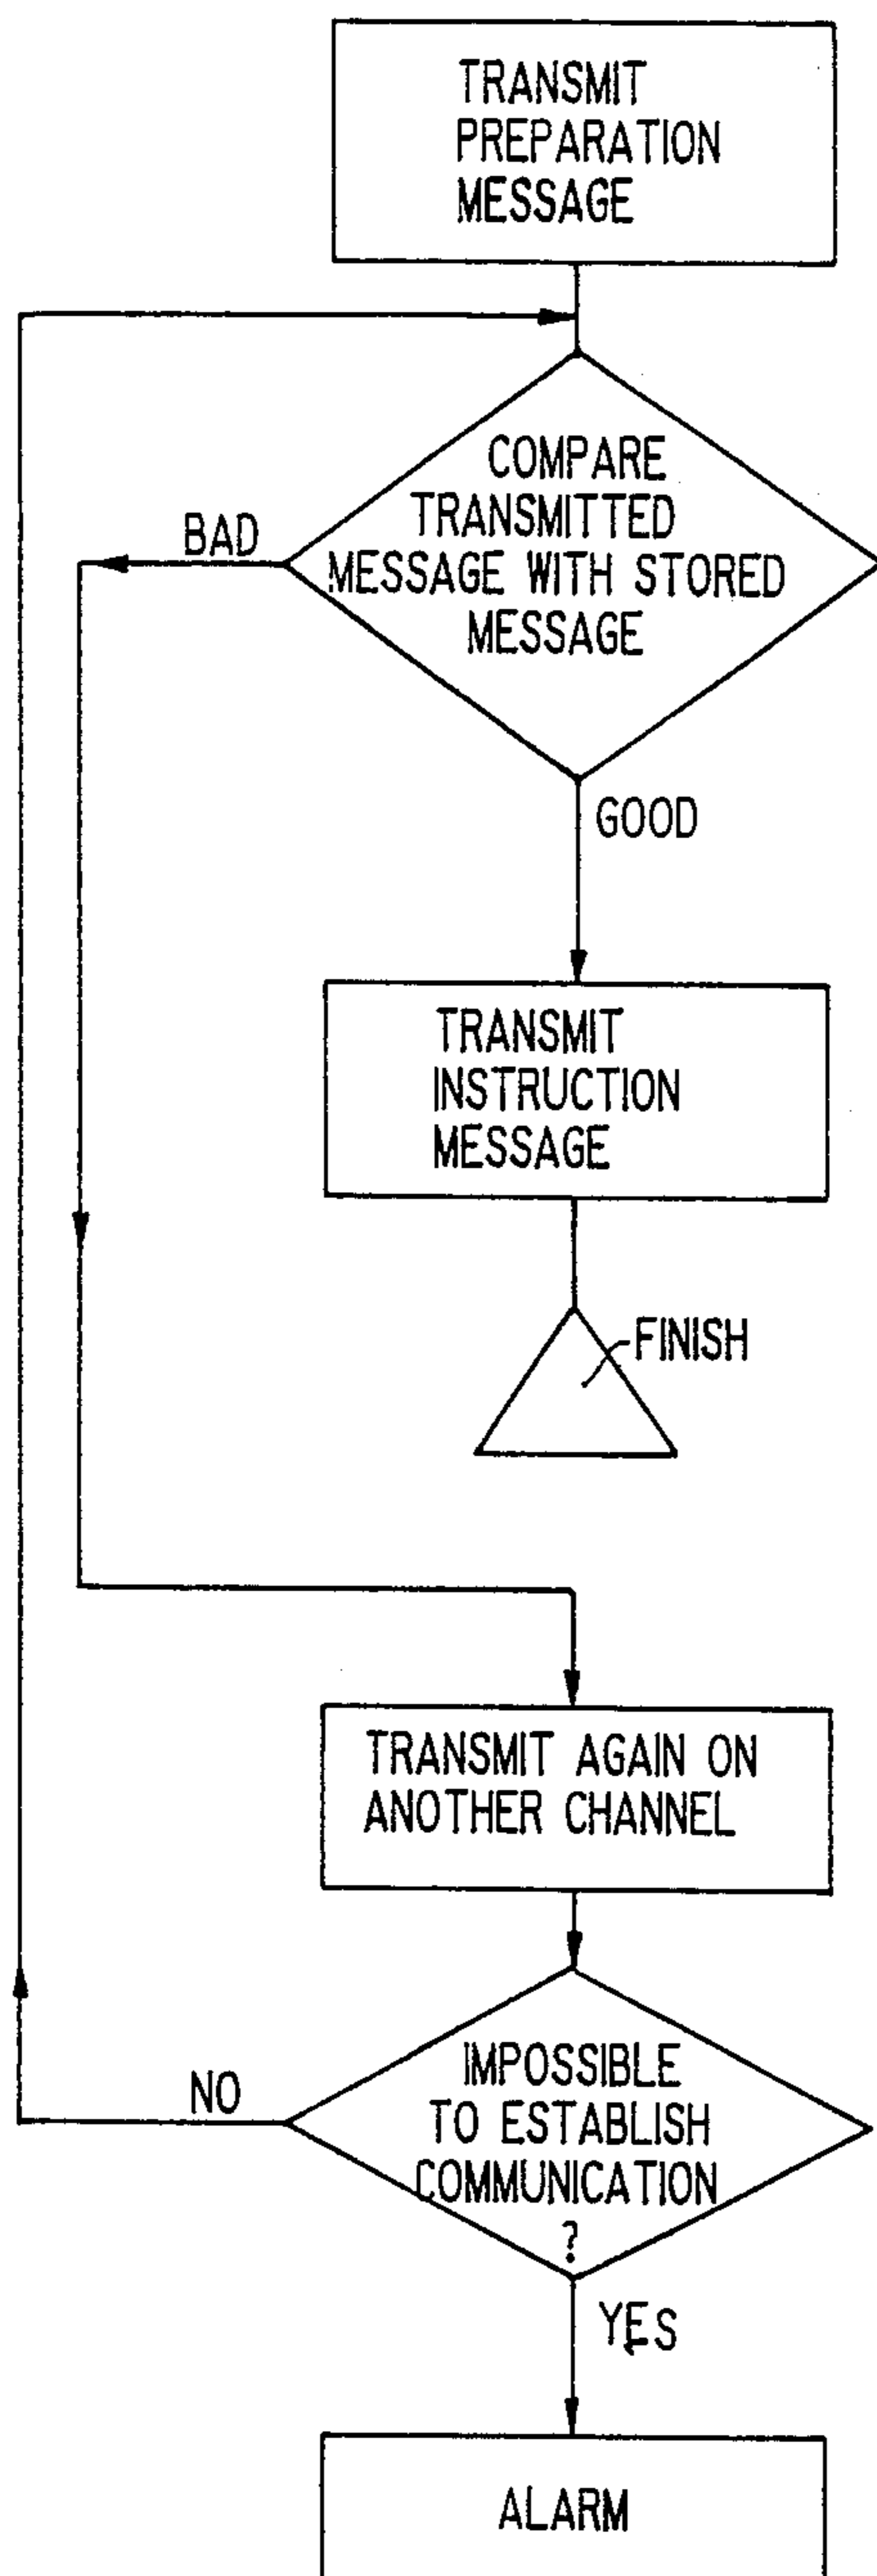 TRANSMIT
PREPARATION
MESSAGE
COMPARE
TRANSMITTED
MESSAGE WITH STORED
MESSAGE
BAD
GOOD
TRANSMIT
INSTRUCTION
MESSAGE
FINISH
TRANSMIT AGAIN ON
ANOTHER CHANNEL
IMPOSSIBLE
TO ESTABLISH
COMMUNICATION
?
NO
YES
ALARM